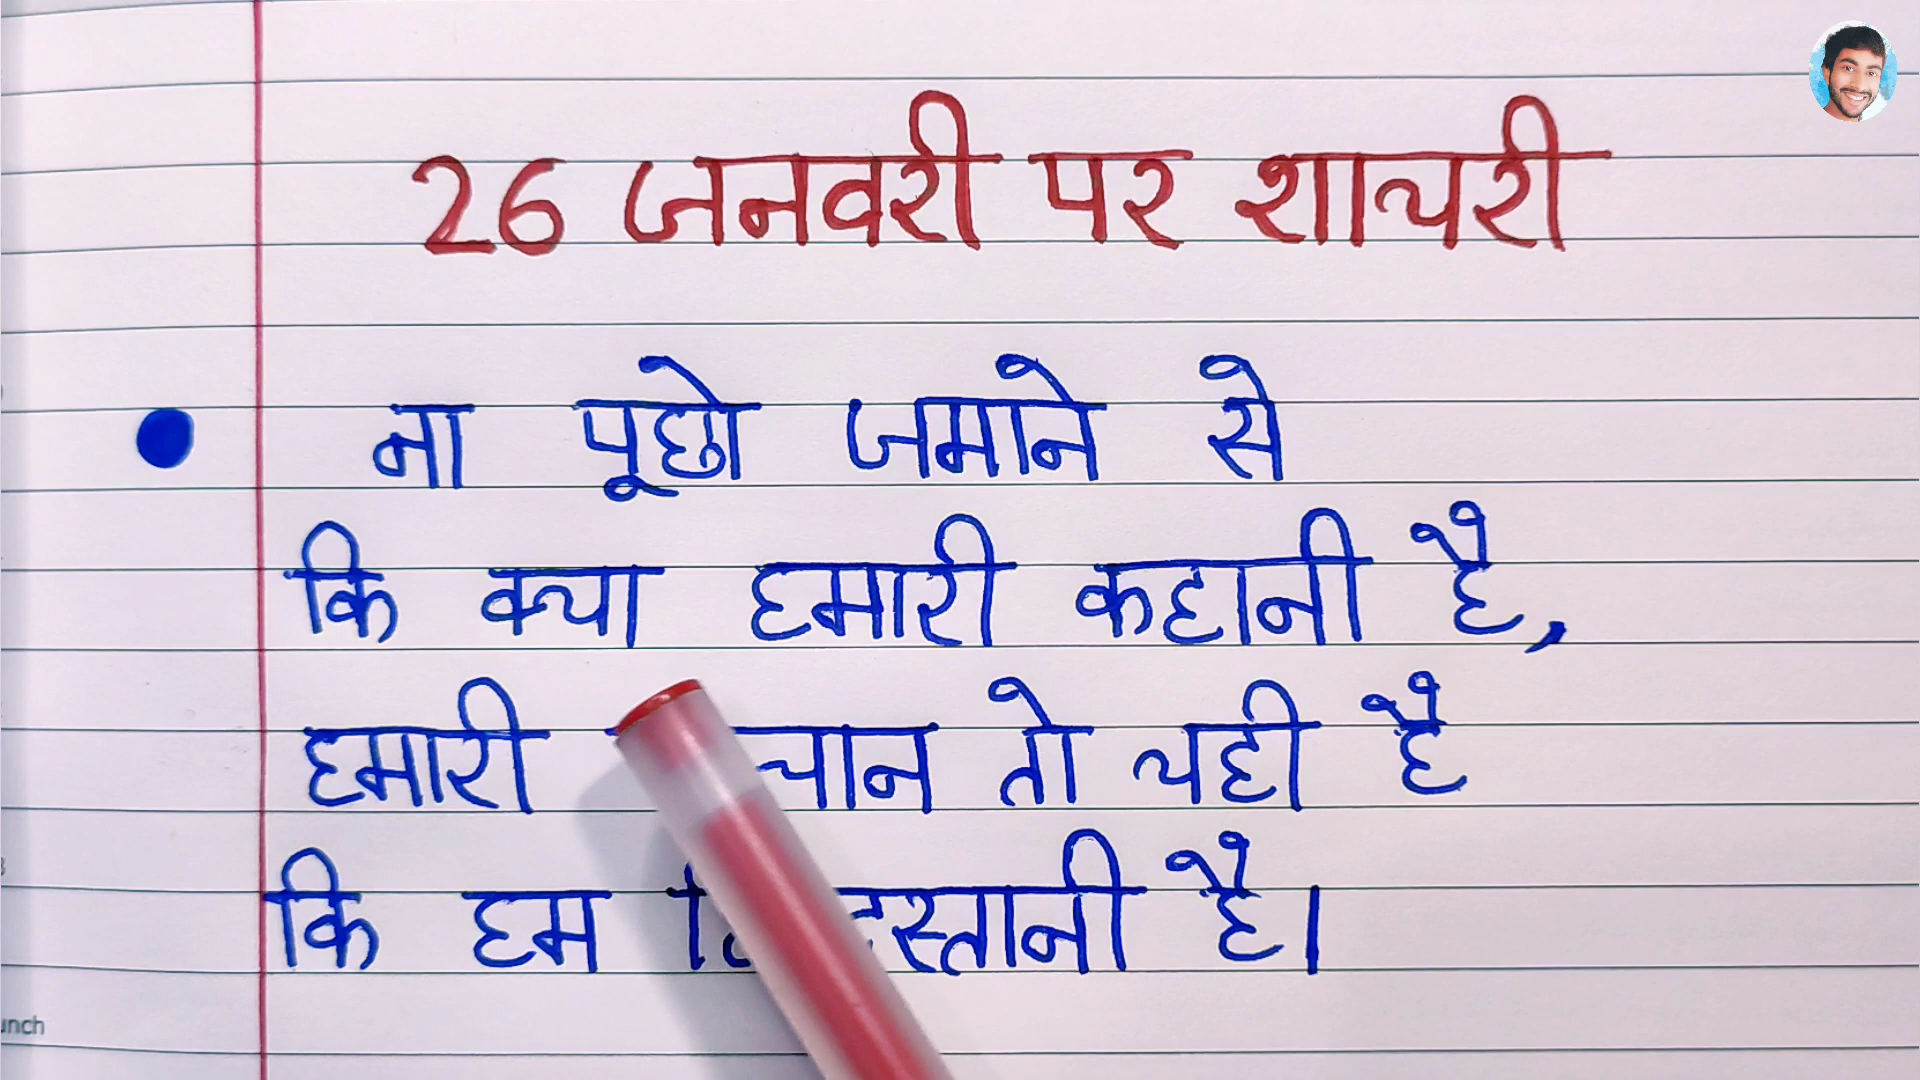 26 जनवरी पर शायरी
ना पूछो जमाने से
कि क्या हमारी कहानी है,
हमारी तो यही है
कि हम है।